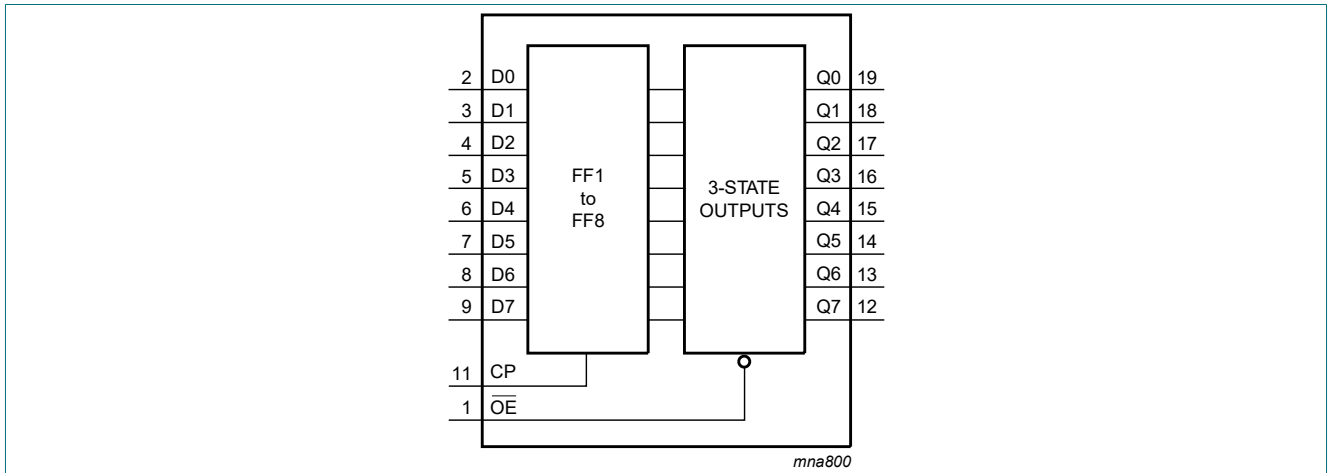 2 D0 Q0 19
3 D1 Q1 18
4 D2 Q2 17
5 D3 FF1 3-STATE Q3 16
6 D4 to OUTPUTS Q4 15
7 D5 FF8 Q5 14
8 D6 Q6 13
9 D7 Q7 12
11 CP
1 O̅E̅
mna800